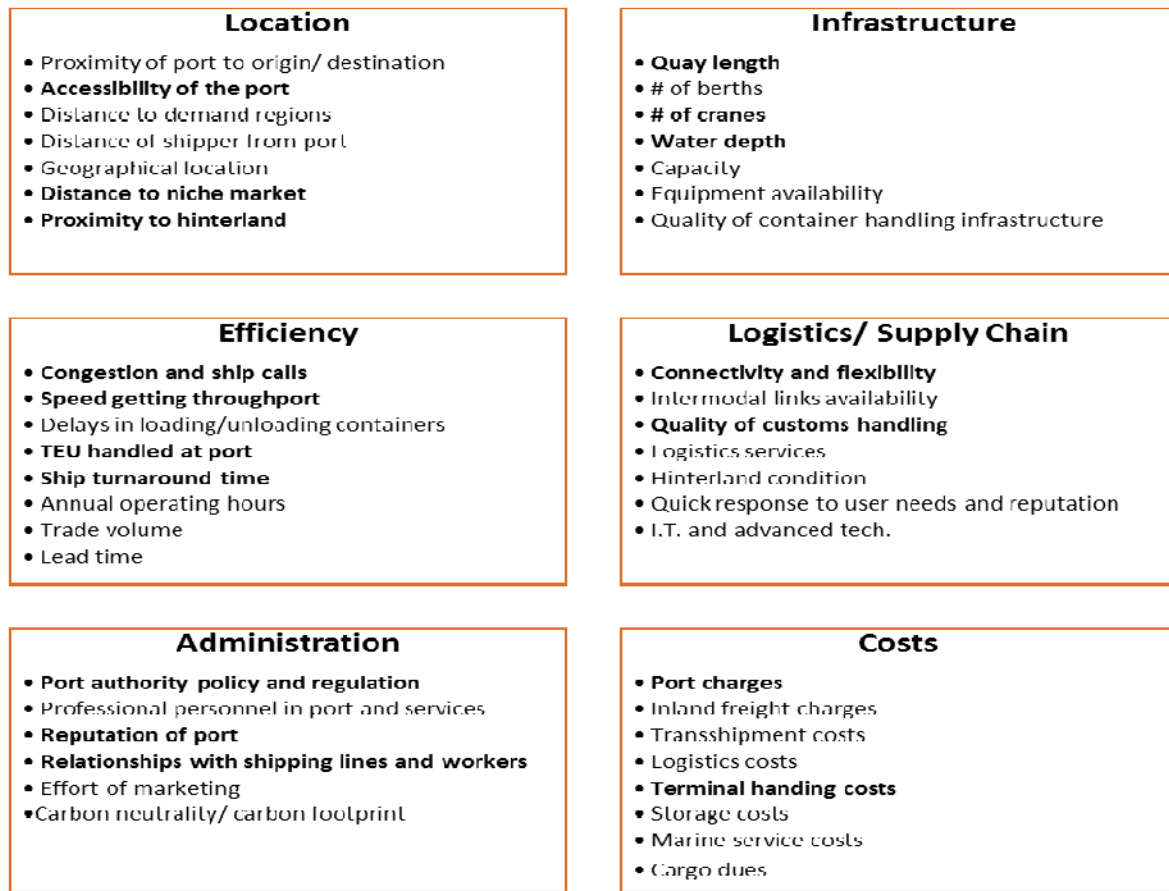 Location
• Proximity of port to origin/ destination
• Accessibility of the port
• Distance to demand regions
• Distance of shipper from port
• Geographical location
• Distance to niche market
• Proximity to hinterland
Infrastructure
• Quay length
• # of berths
• # of cranes
• Water depth
• Capacity
• Equipment availability
• Quality of container handling infrastructure
Efficiency
• Congestion and ship calls
• Speed getting throughport
• Delays in loading/unloading containers
• TEU handled at port
• Ship turnaround time
• Annual operating hours
• Trade volume
• Lead time
Logistics/ Supply Chain
• Connectivity and flexibility
• Intermodal links availability
• Quality of customs handling
• Logistics services
• Hinterland condition
• Quick response to user needs and reputation
• I.T. and advanced tech.
Administration
• Port authority policy and regulation
• Professional personnel in port and services
• Reputation of port
• Relationships with shipping lines and workers
• Effort of marketing
•Carbon neutrality/ carbon footprint
Costs
• Port charges
• Inland freight charges
• Transshipment costs
• Logistics costs
• Terminal handing costs
• Storage costs
• Marine service costs
• Cargo dues